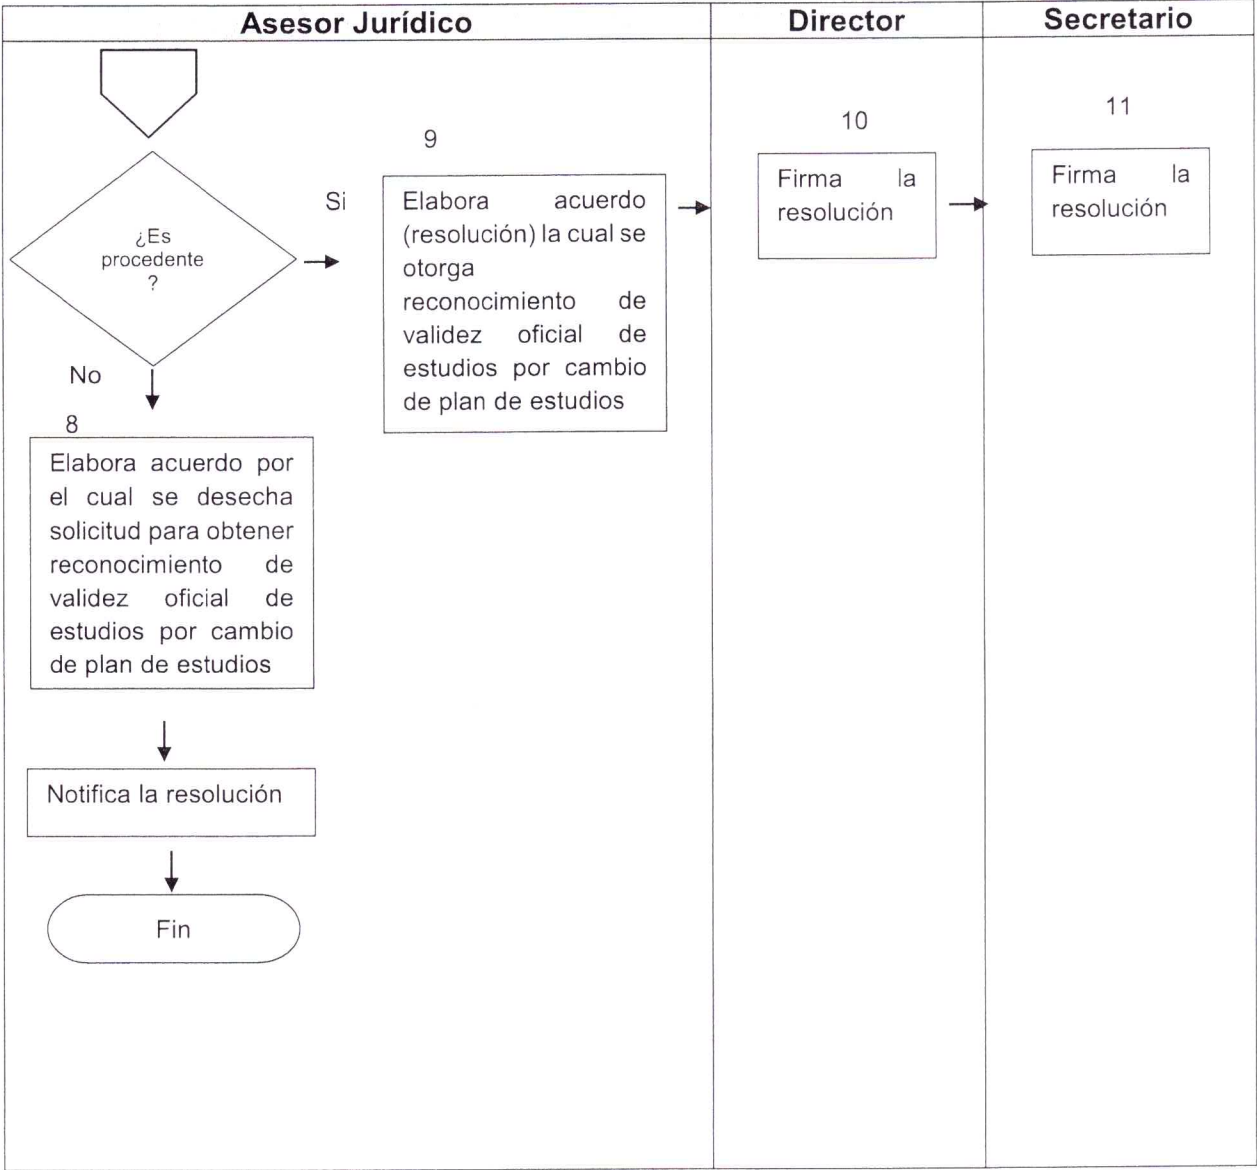 Asesor Jurídico
Director
Secretario
¿Es
procedente
?
Si
No
9
Elabora acuerdo
(resolución) la cual se
otorga
reconocimiento de
validez oficial de
estudios por cambio
de plan de estudios
10
Firma la
resolución
11
Firma la
resolución
8
Elabora acuerdo por
el cual se desecha
solicitud para obtener
reconocimiento de
validez oficial de
estudios por cambio
de plan de estudios
Notifica la resolución
Fin